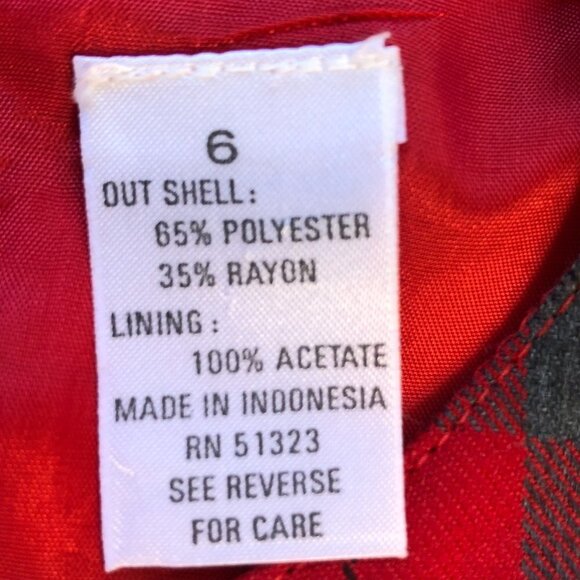 6
OUT SHELL:
65% POLYESTER
35% RAYON
LINING:
100% ACETATE
MADE IN INDONESIA
RN 51323
SEE REVERSE
FOR CARE